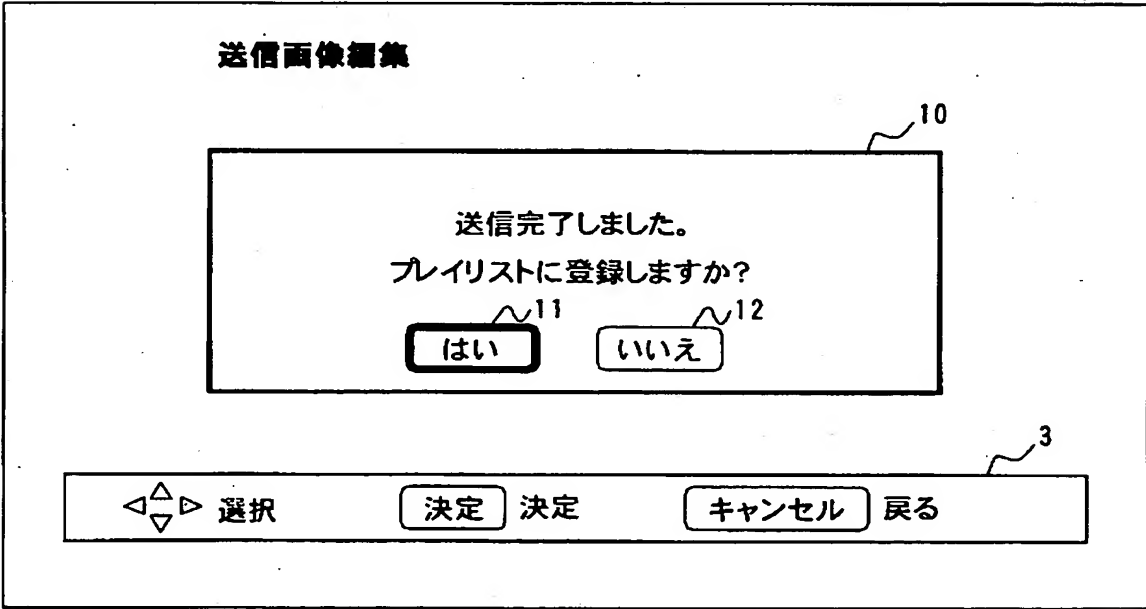 送信画像編集
10
送信完了しました。
プレイリストに登録しますか?
11 12
はい いいえ
3
選択 決定 決定 キャンセル 戻る